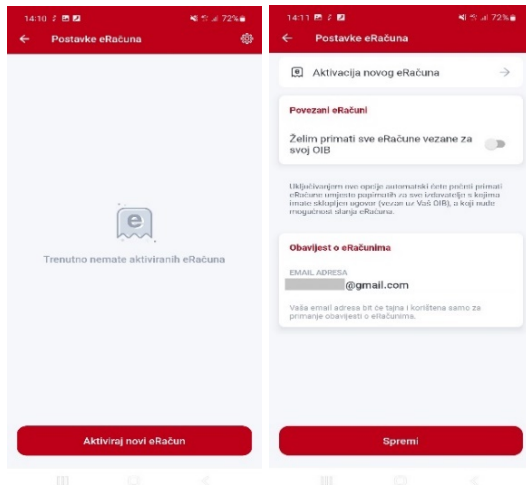 14:10
72%
Postavke eRačuna
e
Trenutno nemate aktiviranih eRačuna
Aktiviraj novi eRačun
14:11
72%
Postavke eRačuna
e
Aktivacija novog eRačuna
Povezani eRačuni
Želim primati sve eRačune vezane za
svoj OIB
Uključivanjem ove opcije automatski ćete početi primati
eRačune umjesto papirnatih za sve izdavatelje s kojima
imate sklopljen ugovor (vezan uz Vaš OIB), a koji nude
mogućnost slanja eRačuna.
Obavijest o eRačunima
EMAIL ADRESA
@gmail.com
Vaša email adresa bit će tajna i korištena samo za
primanje obavijesti o eRačunima.
Spremi